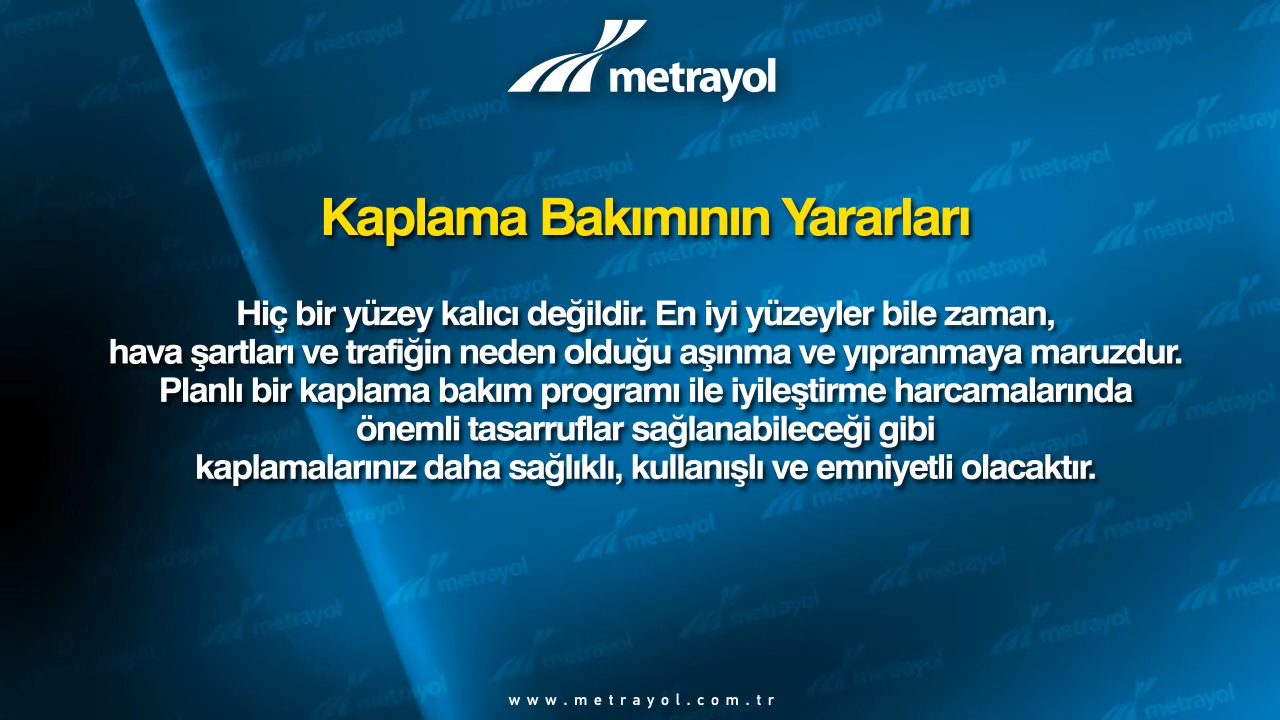 metrayol
Kaplama Bakımının Yararları
Hiç bir yüzey kalıcı değildir. En iyi yüzeyler bile zaman,
hava şartları ve trafiğin neden olduğu aşınma ve yıpranmaya maruzdur.
Planlı bir kaplama bakım programı ile iyileştirme harcamalarında
önemli tasarruflar sağlanabileceği gibi
kaplamalarınız daha sağlıklı, kullanışlı ve emniyetli olacaktır.
www.metrayol.com.tr